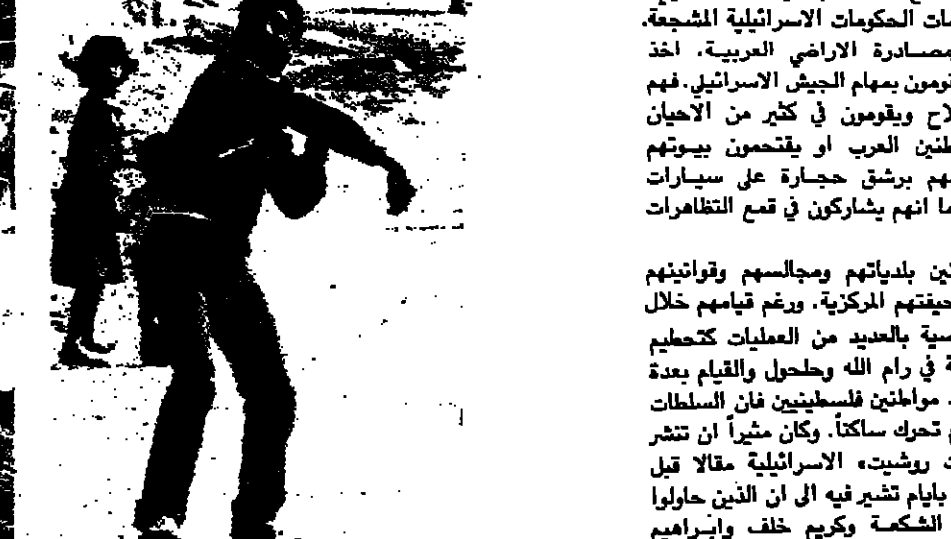 ات الحكومات الاسرائيلية المشجعة.
مصادرة الاراضي العربية، اخذ
ومون بمهام الجيش الاسرائيلي. فهم
لاح ويقومون في كثير من الاحيان
طنين العرب او يقتحمون بيوتهم
هم برشق حجارة على سيارات
ما انهم يشاركون في قمع التظاهرات
ين بلدياتهم ومجالسهم وقوانينهم
حيفتهم المركزية. ورغم قيامهم خلال
سية بالعديد من العمليات كتحطيم
ة في رام الله وحلحول والقيام بعدة
مواطنين فلسطينيين فان السلطات
م تحرك ساكتاً. وكان مثيراً ان تنشر
ت روشيت» الاسرائيلية مقالا قبل
بايام تشير فيه الى ان الذين حاولوا
الشكعة وكريم خلف وابراهيم